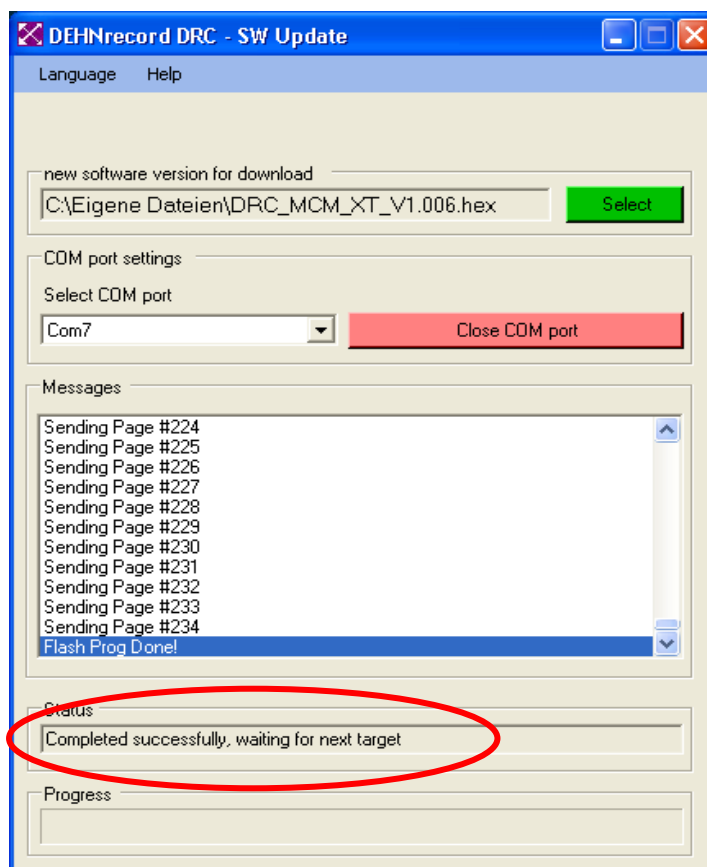 DEHNrecord DRC - SW Update
Language Help
new software version for download
C:\Eigene Dateien\DRC_MCM_XT_V1.006.hex Select
COM port settings
Select COM port
Com7 Close COM port
Messages
Sending Page #224
Sending Page #225
Sending Page #226
Sending Page #227
Sending Page #228
Sending Page #229
Sending Page #230
Sending Page #231
Sending Page #232
Sending Page #233
Sending Page #234
Flash Prog Done!
Status
Completed successfully, waiting for next target
Progress